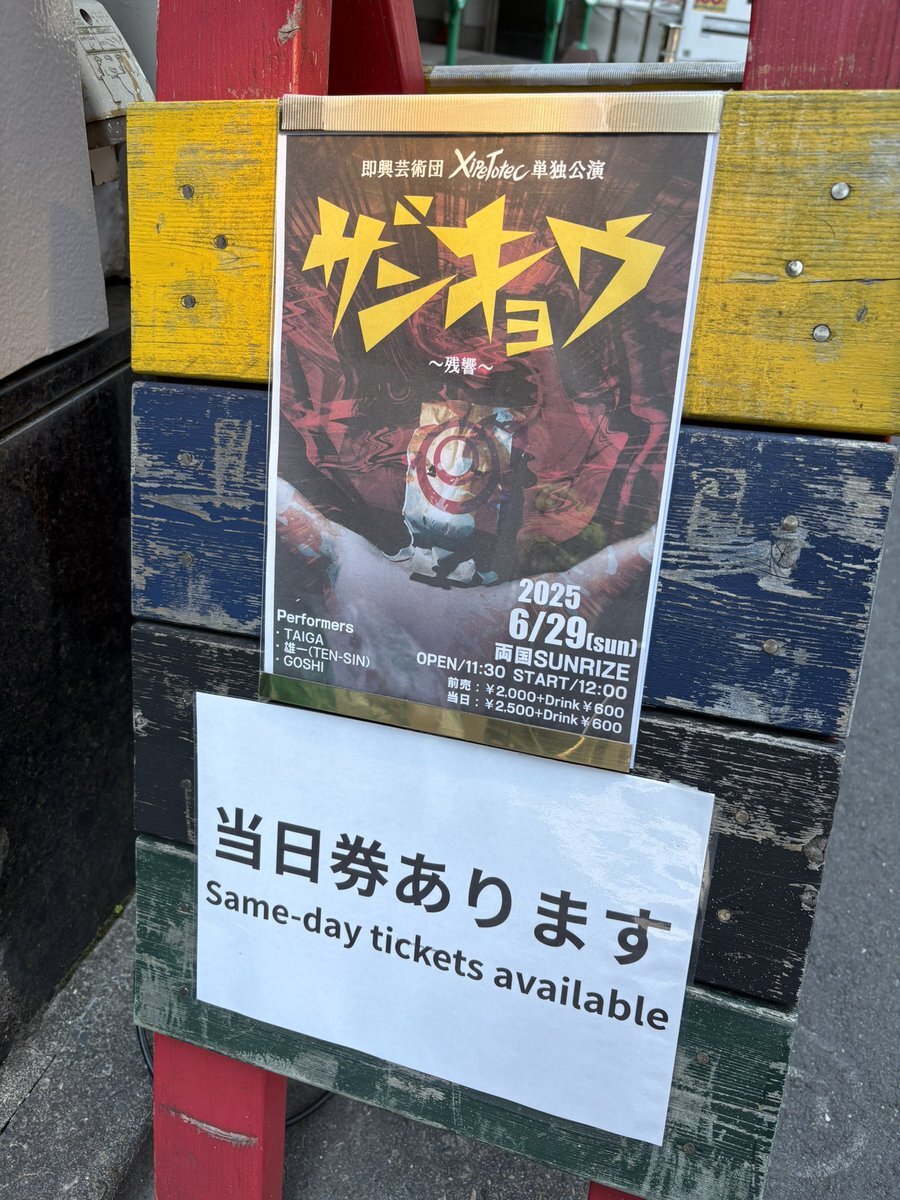 即興芸術団 XIPETOTEC 単独公演
ザンキョウ
～残響～
2025
6/29(sun)
両国SUNRIZE
OPEN/11:30 START/12:00
前売：￥2,000+Drink￥600
当日：￥2,500+Drink￥600
Performers
・TAIGA
・雄一(TEN-SIN)
・GOSHI
当日券あります
Same-day tickets available